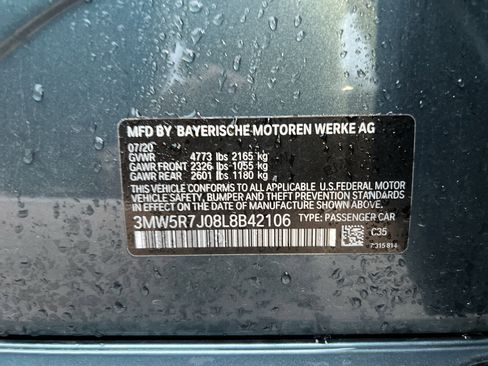 MFD BY BAYERISCHE MOTOREN WERKE AG
07/20
GVWR 4773 lbs 2165 kg
GAWR FRONT 2326 lbs 1055 kg
GAWR REAR 2601 lbs 1180 kg
THIS VEHICLE CONFORMS TO ALL APPLICABLE U.S.FEDERAL MOTOR
VEHICLE SAFETY, BUMPER, AND THEFT PREVENTION STANDARDS
IN EFFECT ON THE DATE OF MANUFACTURE SHOWN ABOVE.
3MW5R7J08L8B42106 TYPE: PASSENGER CAR
C35